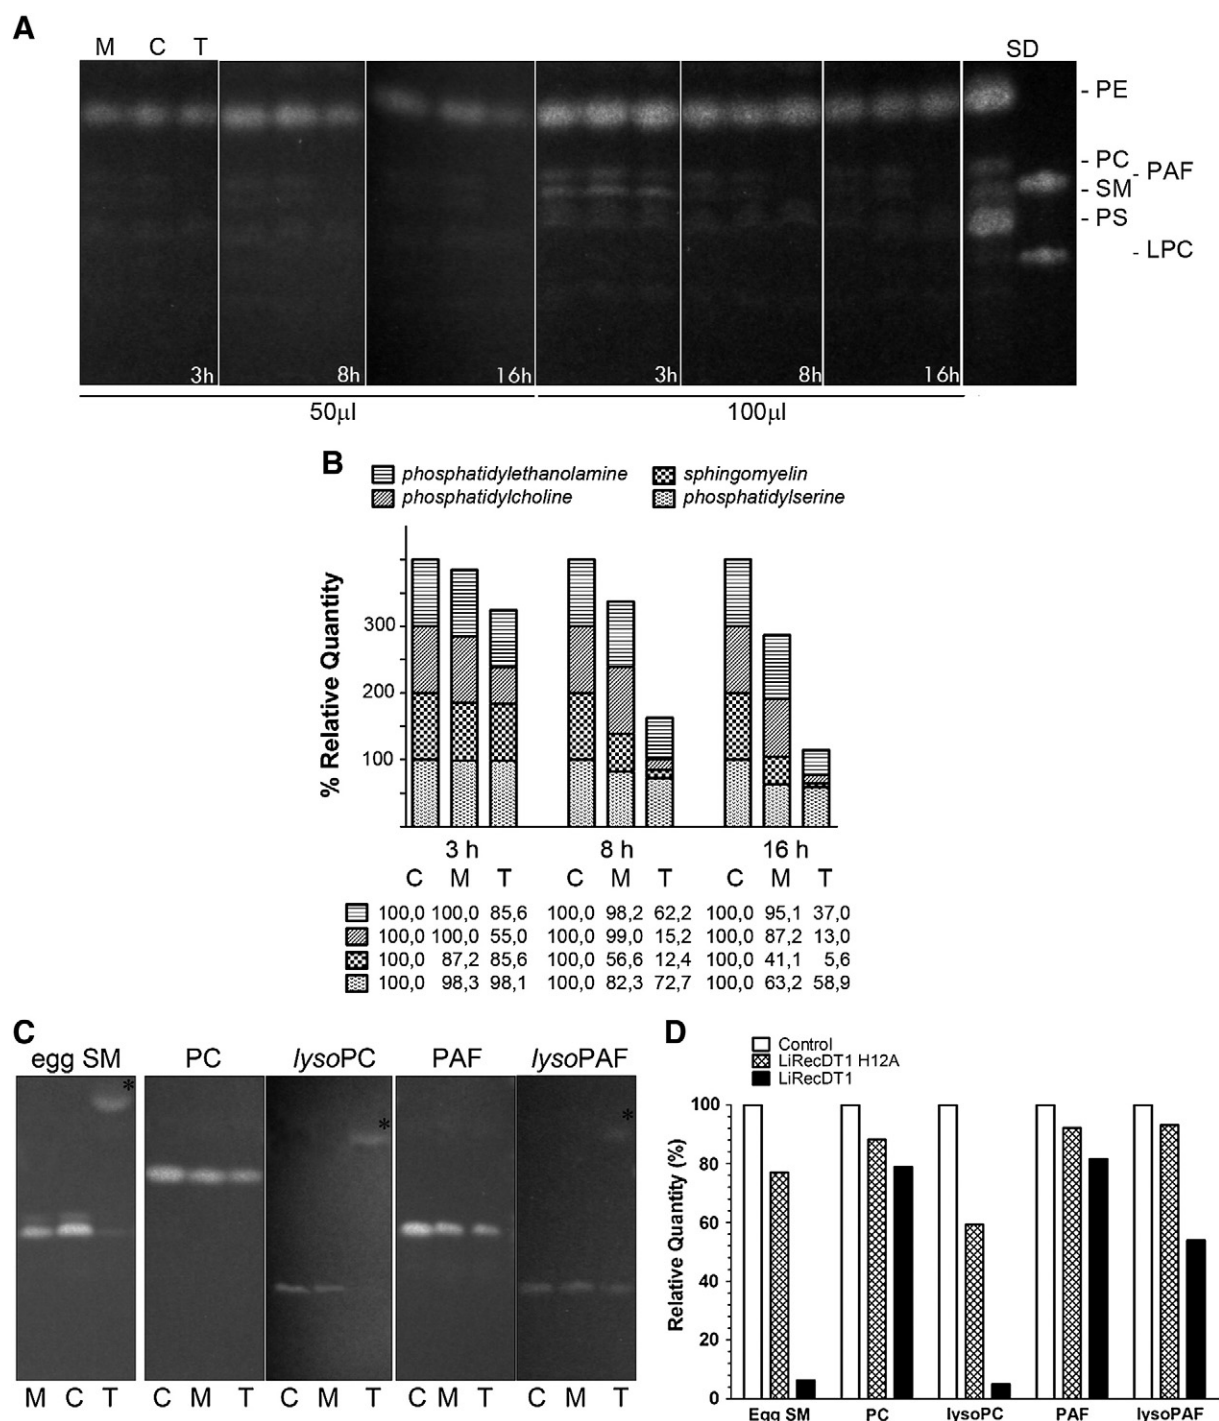 A
M C T SD
- PE
- PC
- PAF
- SM
- PS
- LPC
3h 8h 16h 3h 8h 16h
50μl 100μl
B
phosphatidylethanolamine sphingomyelin
phosphatidylcholine phosphatidylserine
% Relative Quantity
300
200
100
3 h 8 h 16 h
C M T C M T C M T
100,0 100,0 85,6 100,0 98,2 62,2 100,0 95,1 37,0
100,0 100,0 55,0 100,0 99,0 15,2 100,0 87,2 13,0
100,0 87,2 85,6 100,0 56,6 12,4 100,0 41,1 5,6
100,0 98,3 98,1 100,0 82,3 72,7 100,0 63,2 58,9
C
egg SM PC lysoPC PAF lysoPAF
* * *
M C T C M T C M T C M T C M T
D
Control
LiRecDT1 H12A
LiRecDT1
Relative Quantity (%)
100
80
60
40
20
0
Egg SM PC lysoPC PAF lysoPAF